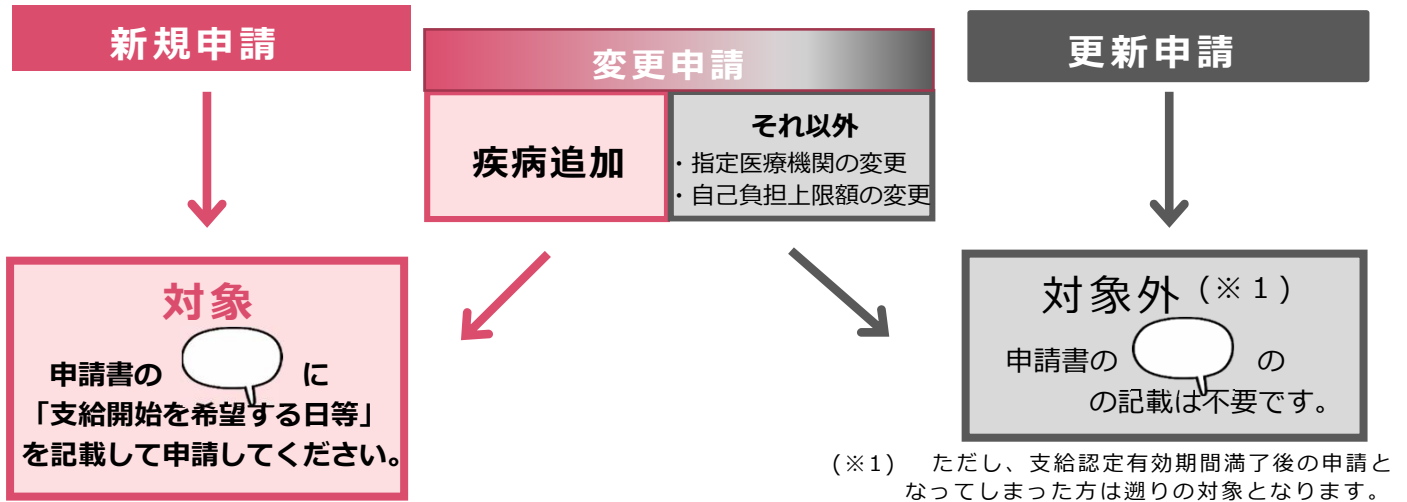 新規申請
変更申請
更新申請
疾病追加
それ以外
・指定医療機関の変更
・自己負担上限額の変更
対象
申請書の に
「支給開始を希望する日等」
を記載して申請してください。
対象外(※1)
申請書の の
の記載は不要です。
(※1) ただし、支給認定有効期間満了後の申請と
なってしまった方は遡りの対象となります。